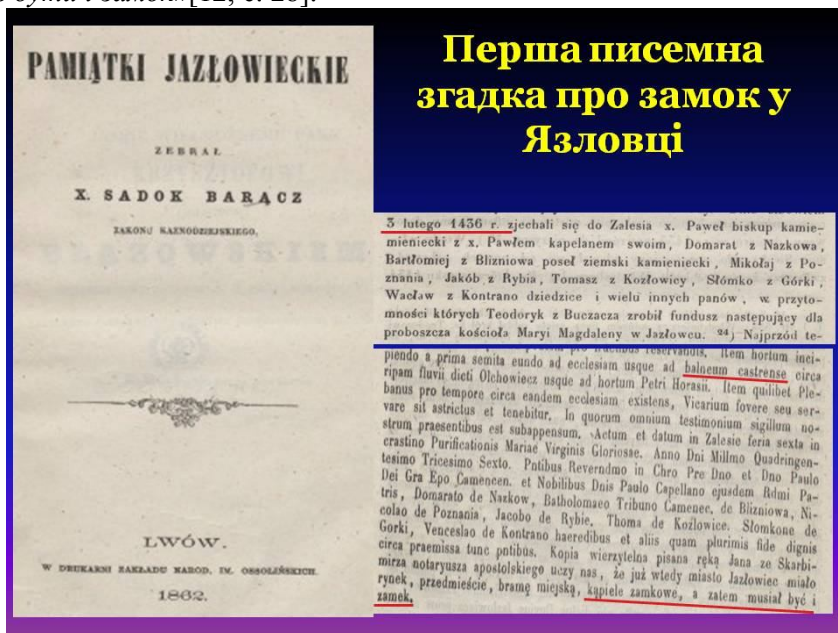 PAMIĄTKI JAZŁOWIECKIE
ZEBRAŁ
X. SADOK BARĄCZ
ZAKONU KAZNODZIEJSKIEGO.
LWÓW.
W DRUKARNI ZAKŁADU NAROD. IM. OSSOLIŃSKICH.
1862.
Перша писемна
згадка про замок у
Язловці
3 lutego 1436 r. zjechali się do Zalesia x. Paweł biskup kamie-
mieniecki z x. Pawłem kapelanem swoim, Domarat z Nazkowa,
Bartłomiej z Blizniowa poseł ziemski kamieniecki, Mikołaj z Po-
znania, Jakób z Rybia, Tomasz z Kozłowicy, Słómko z Górki,
Wacław z Kontrano dziedzice i wielu innych panów, w przyto-
mności których Teodoryk z Buczacza zrobił fundusz następujący dla
proboszcza kościoła Maryi Magdaleny w Jazłowcu. ²⁴) Najprzód te-
reservandis. Item hortum inci-
piendo a prima semita eundo ad ecclesiam usque ad balneum castrense circa
ripam fluvii dicti Olchowiecz usque ad hortum Petri Horasii. Item quilibet Ple-
banus pro tempore circa eandem ecclesiam existens, Vicarium fovere seu ser-
vare sit astrictus et tenebitur. In quorum omnium testimonium sigillum no-
strum praesentibus est subappensum. Actum et datum in Zalesie feria sexta in
crastino Purificationis Mariae Virginis Gloriosae. Anno Dni Millmo Quadringen-
tesimo Tricesimo Sexto. Pntibus Reverendmo in Chro Pre Dno et Dno Paulo
Dei Gra Epo Camencen. et Nobilibus Dnis Paulo Capellano ejusdem Rdmi Pa-
tris, Domarato de Nazkow, Batholomaeo Tribuno Camenec. de Blizniowa, Ni-
colao de Poznania, Jacobo de Rybie, Thoma de Kozlowice. Slomkone de
Gorki, Venceslao de Kontrano haeredibus et aliis quam plurimis fide dignis
circa praemissa tunc pntibus. Kopia wierzytelna pisana ręką Jana ze Skarbi-
mirza notaryusza apostolskiego uczy nas, że już wtedy miasto Jazłowiec miało
rynek, przedmieście, bramę miejską, kąpiele zamkowe, a zatem musiał być i
zamek.